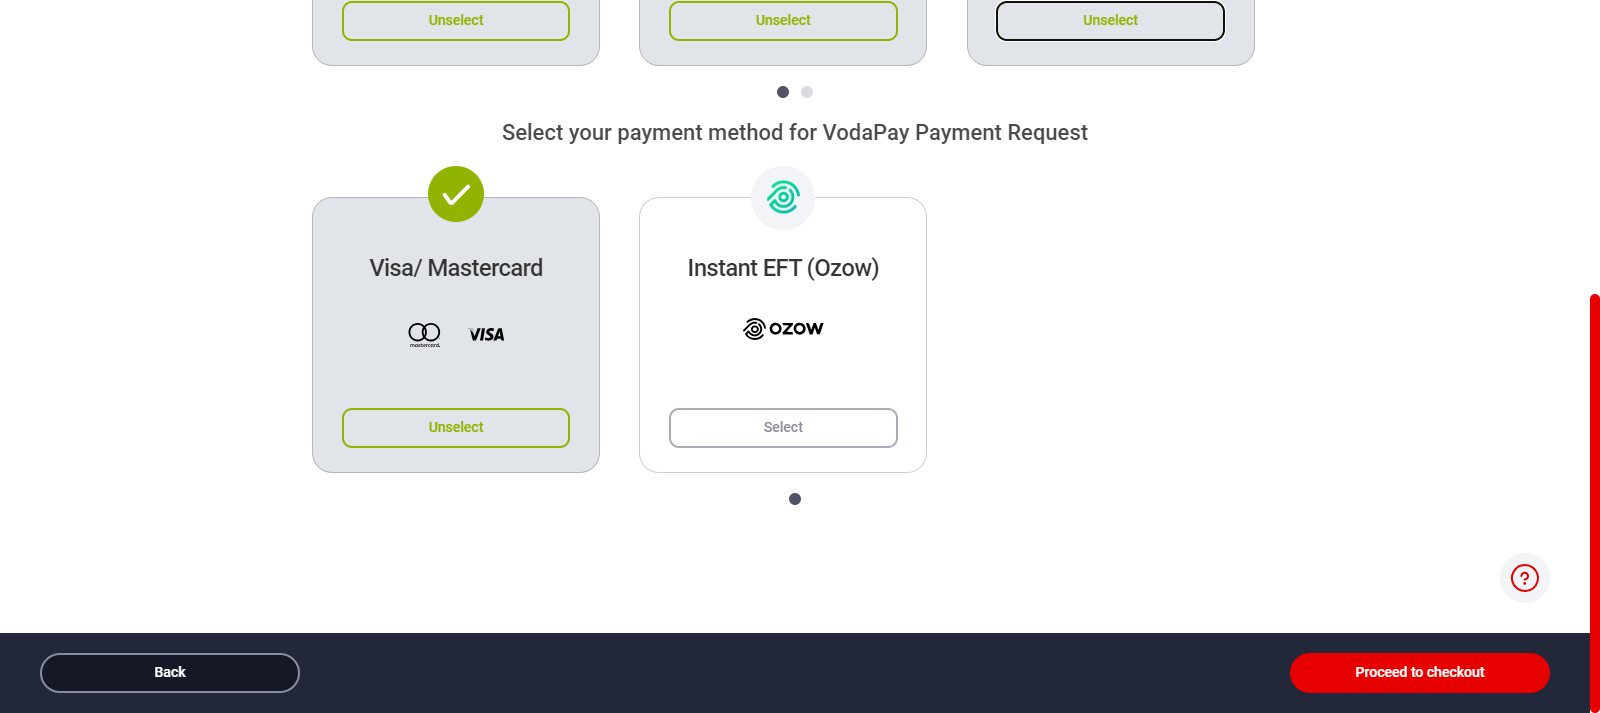 Unselect Unselect Unselect
Select your payment method for VodaPay Payment Request
Visa/ Mastercard
mastercard.
VISA
Unselect
Instant EFT (Ozow)
OZOW
Select
?
Back
Proceed to checkout